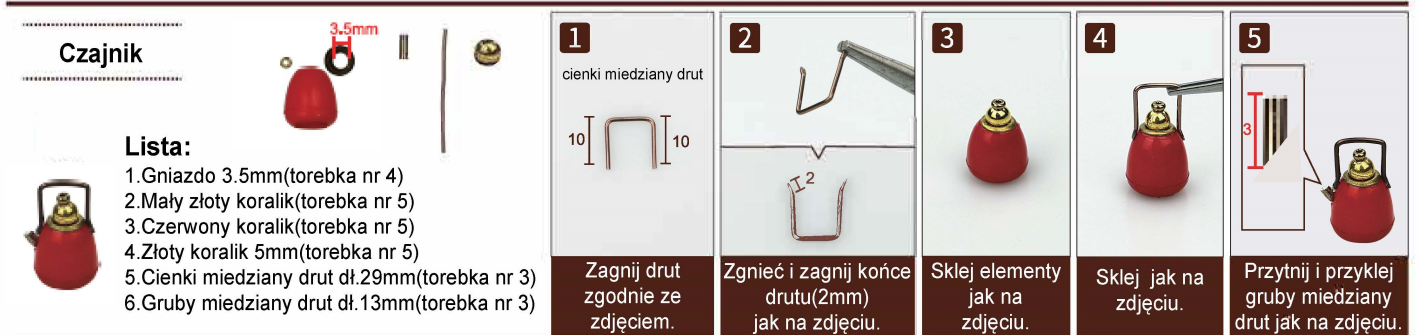 Czajnik
3.5mm
Lista:
1.Gniazdo 3.5mm(torebka nr 4)
2.Mały złoty koralik(torebka nr 5)
3.Czerwony koralik(torebka nr 5)
4.Złoty koralik 5mm(torebka nr 5)
5.Cienki miedziany drut dł.29mm(torebka nr 3)
6.Gruby miedziany drut dł.13mm(torebka nr 3)
1
cienki miedziany drut
10
10
Zagnij drut
zgodnie ze
zdjęciem.
2
2
Zgnieć i zagnij końce
drutu(2mm)
jak na zdjęciu.
3
Sklej elementy
jak na
zdjęciu.
4
Sklej jak na
zdjęciu.
5
3
Przytnij i przyklej
gruby miedziany
drut jak na zdjęciu.